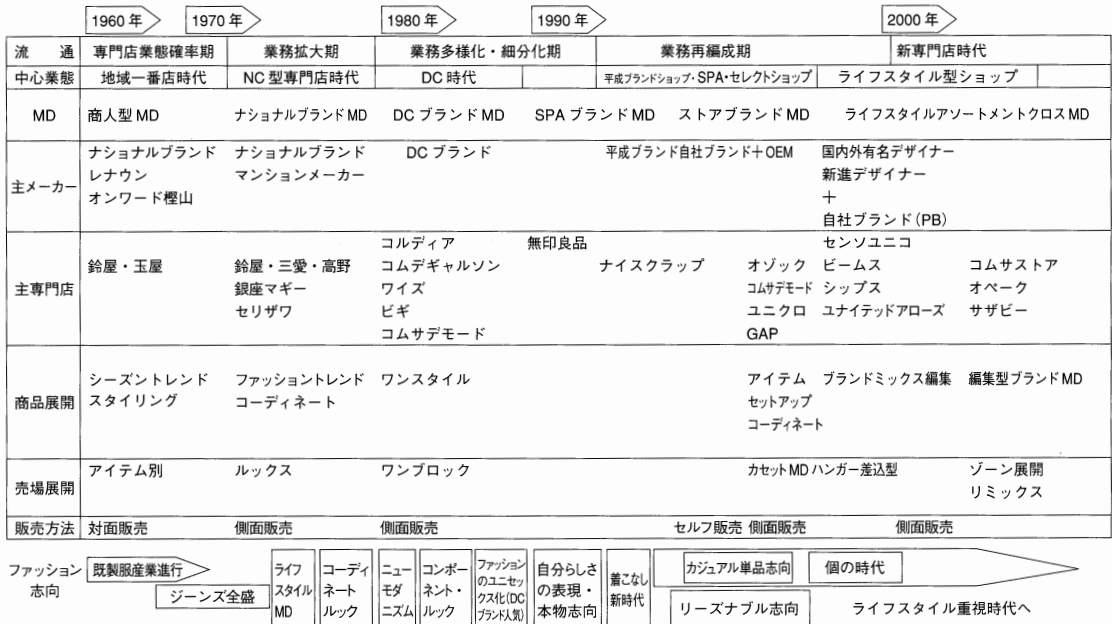 1960年 1970年 1980年 1990年 2000年
流 通 専門店業態確率期 業務拡大期 業務多様化・細分化期 業務再編成期 新専門店時代
中心業態 地域一番店時代 NC型専門店時代 DC時代 平成ブランドショップ・SPA・セレクトショップ ライフスタイル型ショップ
MD 商人型MD ナショナルブランドMD DCブランドMD SPAブランドMD ストアブランドMD ライフスタイルアソートメントクロスMD
主メーカー
ナショナルブランド ナショナルブランド DCブランド 平成ブランド自社ブランド＋OEM 国内外有名デザイナー
レナウン マンションメーカー 新進デザイナー
オンワード樫山 ＋
自社ブランド(PB)
主専門店
コルディア 無印良品 センソユニコ
鈴屋・玉屋 鈴屋・三愛・高野 コムデギャルソン ナイスクラップ オゾック ビームス コムサストア
銀座マギー ワイズ コムサデモード シップス オペーク
セリザワ ビギ ユニクロ ユナイテッドアローズ サザビー
コムサデモード GAP
商品展開
シーズントレンド ファッショントレンド ワンスタイル アイテム ブランドミックス編集 編集型ブランドMD
スタイリング コーディネート セットアップ
コーディネート
売場展開
アイテム別 ルックス ワンブロック カセットMDハンガー差込型 ゾーン展開
リミックス
販売方法 対面販売 側面販売 側面販売 セルフ販売 側面販売 側面販売
ファッション
志向
既製服産業進行
ジーンズ全盛
ライフ
スタイル
MD
コーディ
ネート
ルック
ニュー
モダ
ニズム
コンポー
ネント・
ルック
ファッション
のユニセッ
クス化(DC
ブランド人気)
自分らしさ
の表現・
本物志向
着こなし
新時代
カジュアル単品志向 個の時代
リーズナブル志向 ライフスタイル重視時代へ